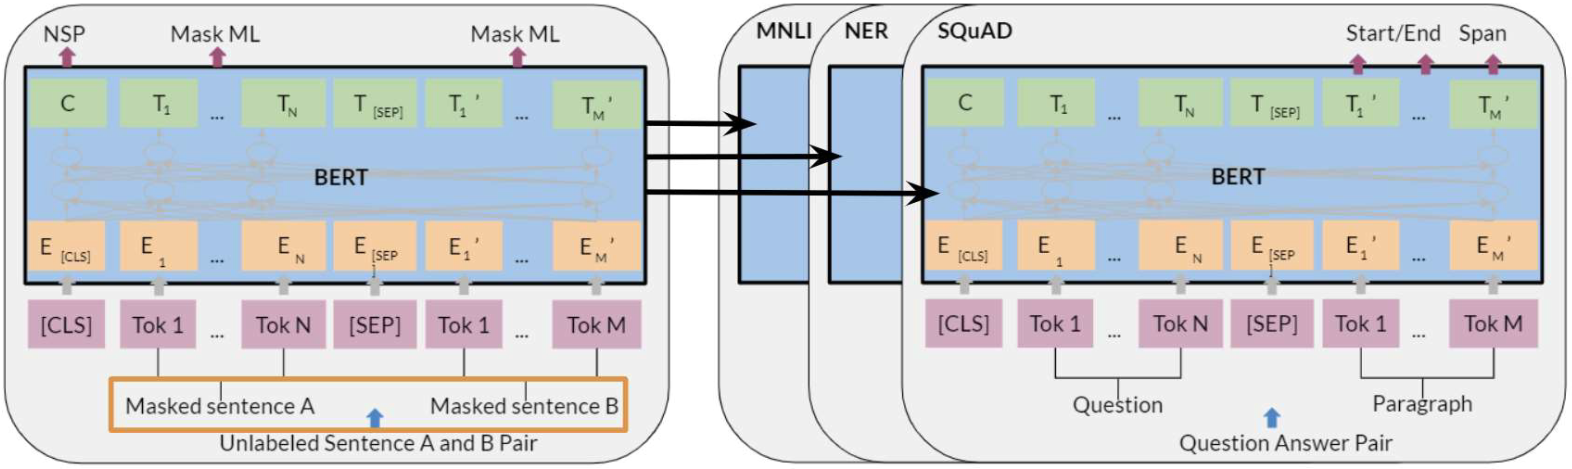 NSP Mask ML Mask ML
C T1 ... TN T [SEP] T1' ... TM'
BERT
E [CLS] E1 ... EN E [SEP] E1' ... EM'
[CLS] Tok 1 ... Tok N [SEP] Tok 1 ... Tok M
Masked sentence A Masked sentence B
Unlabeled Sentence A and B Pair
MNLI NER SQuAD Start/End Span
C T1 ... TN T [SEP] T1' ... TM'
BERT
E [CLS] E1 ... EN E [SEP] E1' ... EM'
[CLS] Tok 1 ... Tok N [SEP] Tok 1 ... Tok M
Question Paragraph
Question Answer Pair